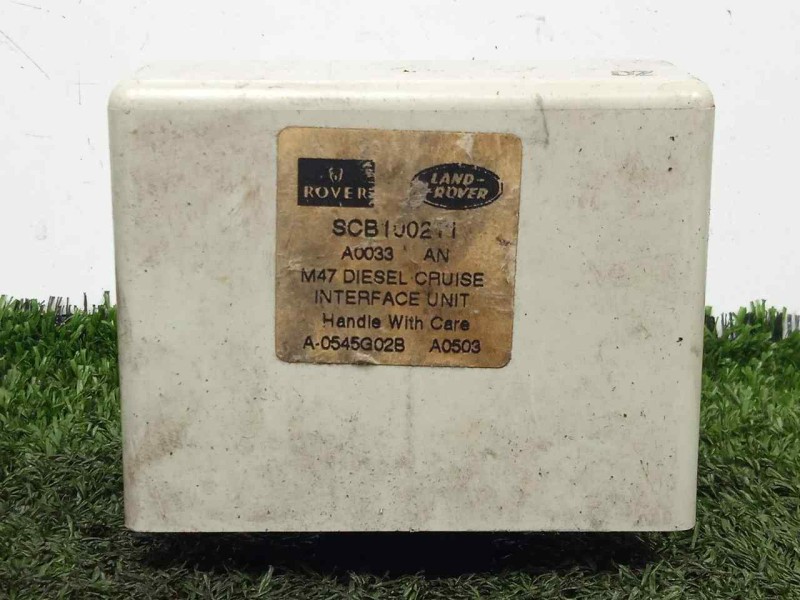 ROVER
LAND-
ROVER
A0033 AN
M47 DIESEL CRUISE
INTERFACE UNIT
Handle With Care
A-0545G02B A0503